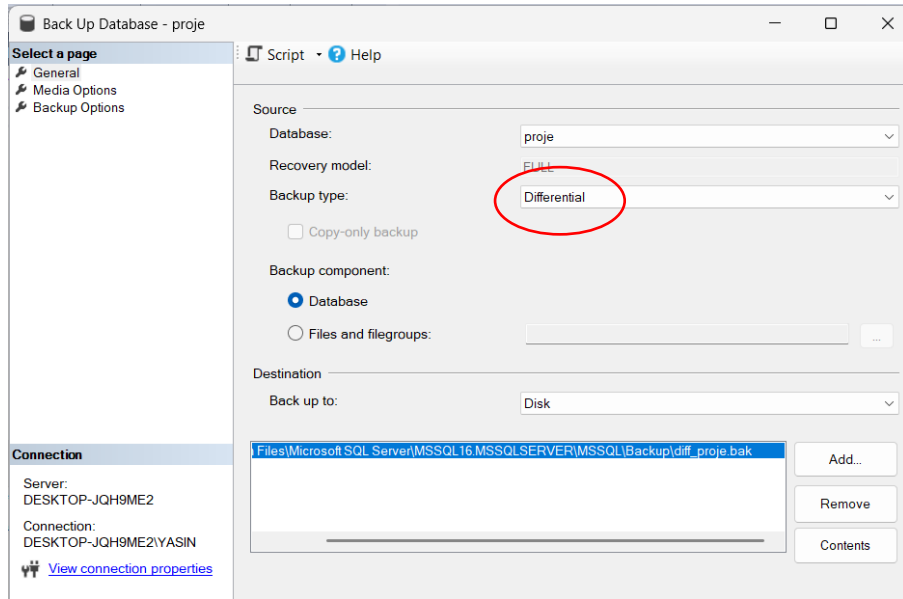 Back Up Database - proje
Select a page
General
Media Options
Backup Options
Script
Help
Source
Database:
proje
Recovery model:
FULL
Backup type:
Differential
Copy-only backup
Backup component:
Database
Files and filegroups:
...
Destination
Back up to:
Disk
Files\Microsoft SQL Server\MSSQL16.MSSQLSERVER\MSSQL\Backup\diff_proje.bak
Add...
Remove
Contents
Connection
Server:
DESKTOP-JQH9ME2
Connection:
DESKTOP-JQH9ME2\YASIN
View connection properties